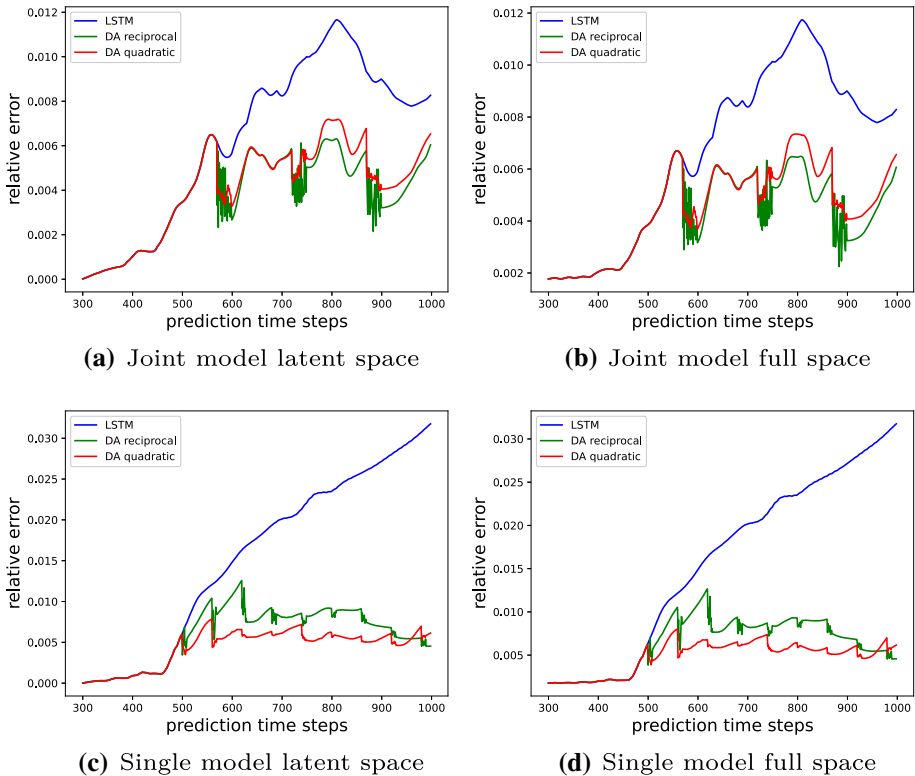 LSTM
DA reciprocal
DA quadratic
relative error
0.012
0.010
0.008
0.006
0.004
0.002
0.000
300 400 500 600 700 800 900 1000
prediction time steps
(a) Joint model latent space
LSTM
DA reciprocal
DA quadratic
relative error
0.012
0.010
0.008
0.006
0.004
0.002
300 400 500 600 700 800 900 1000
prediction time steps
(b) Joint model full space
LSTM
DA reciprocal
DA quadratic
relative error
0.030
0.025
0.020
0.015
0.010
0.005
0.000
300 400 500 600 700 800 900 1000
prediction time steps
(c) Single model latent space
LSTM
DA reciprocal
DA quadratic
relative error
0.030
0.025
0.020
0.015
0.010
0.005
300 400 500 600 700 800 900 1000
prediction time steps
(d) Single model full space